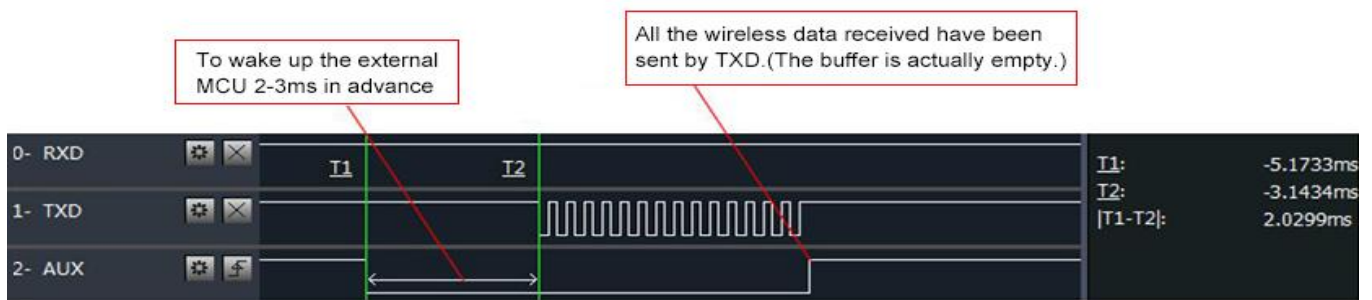 To wake up the external
MCU 2-3ms in advance
All the wireless data received have been
sent by TXD.(The buffer is actually empty.)
0- RXD
T1
T2
1- TXD
2- AUX
T1: -5.1733ms
T2: -3.1434ms
|T1-T2|: 2.0299ms